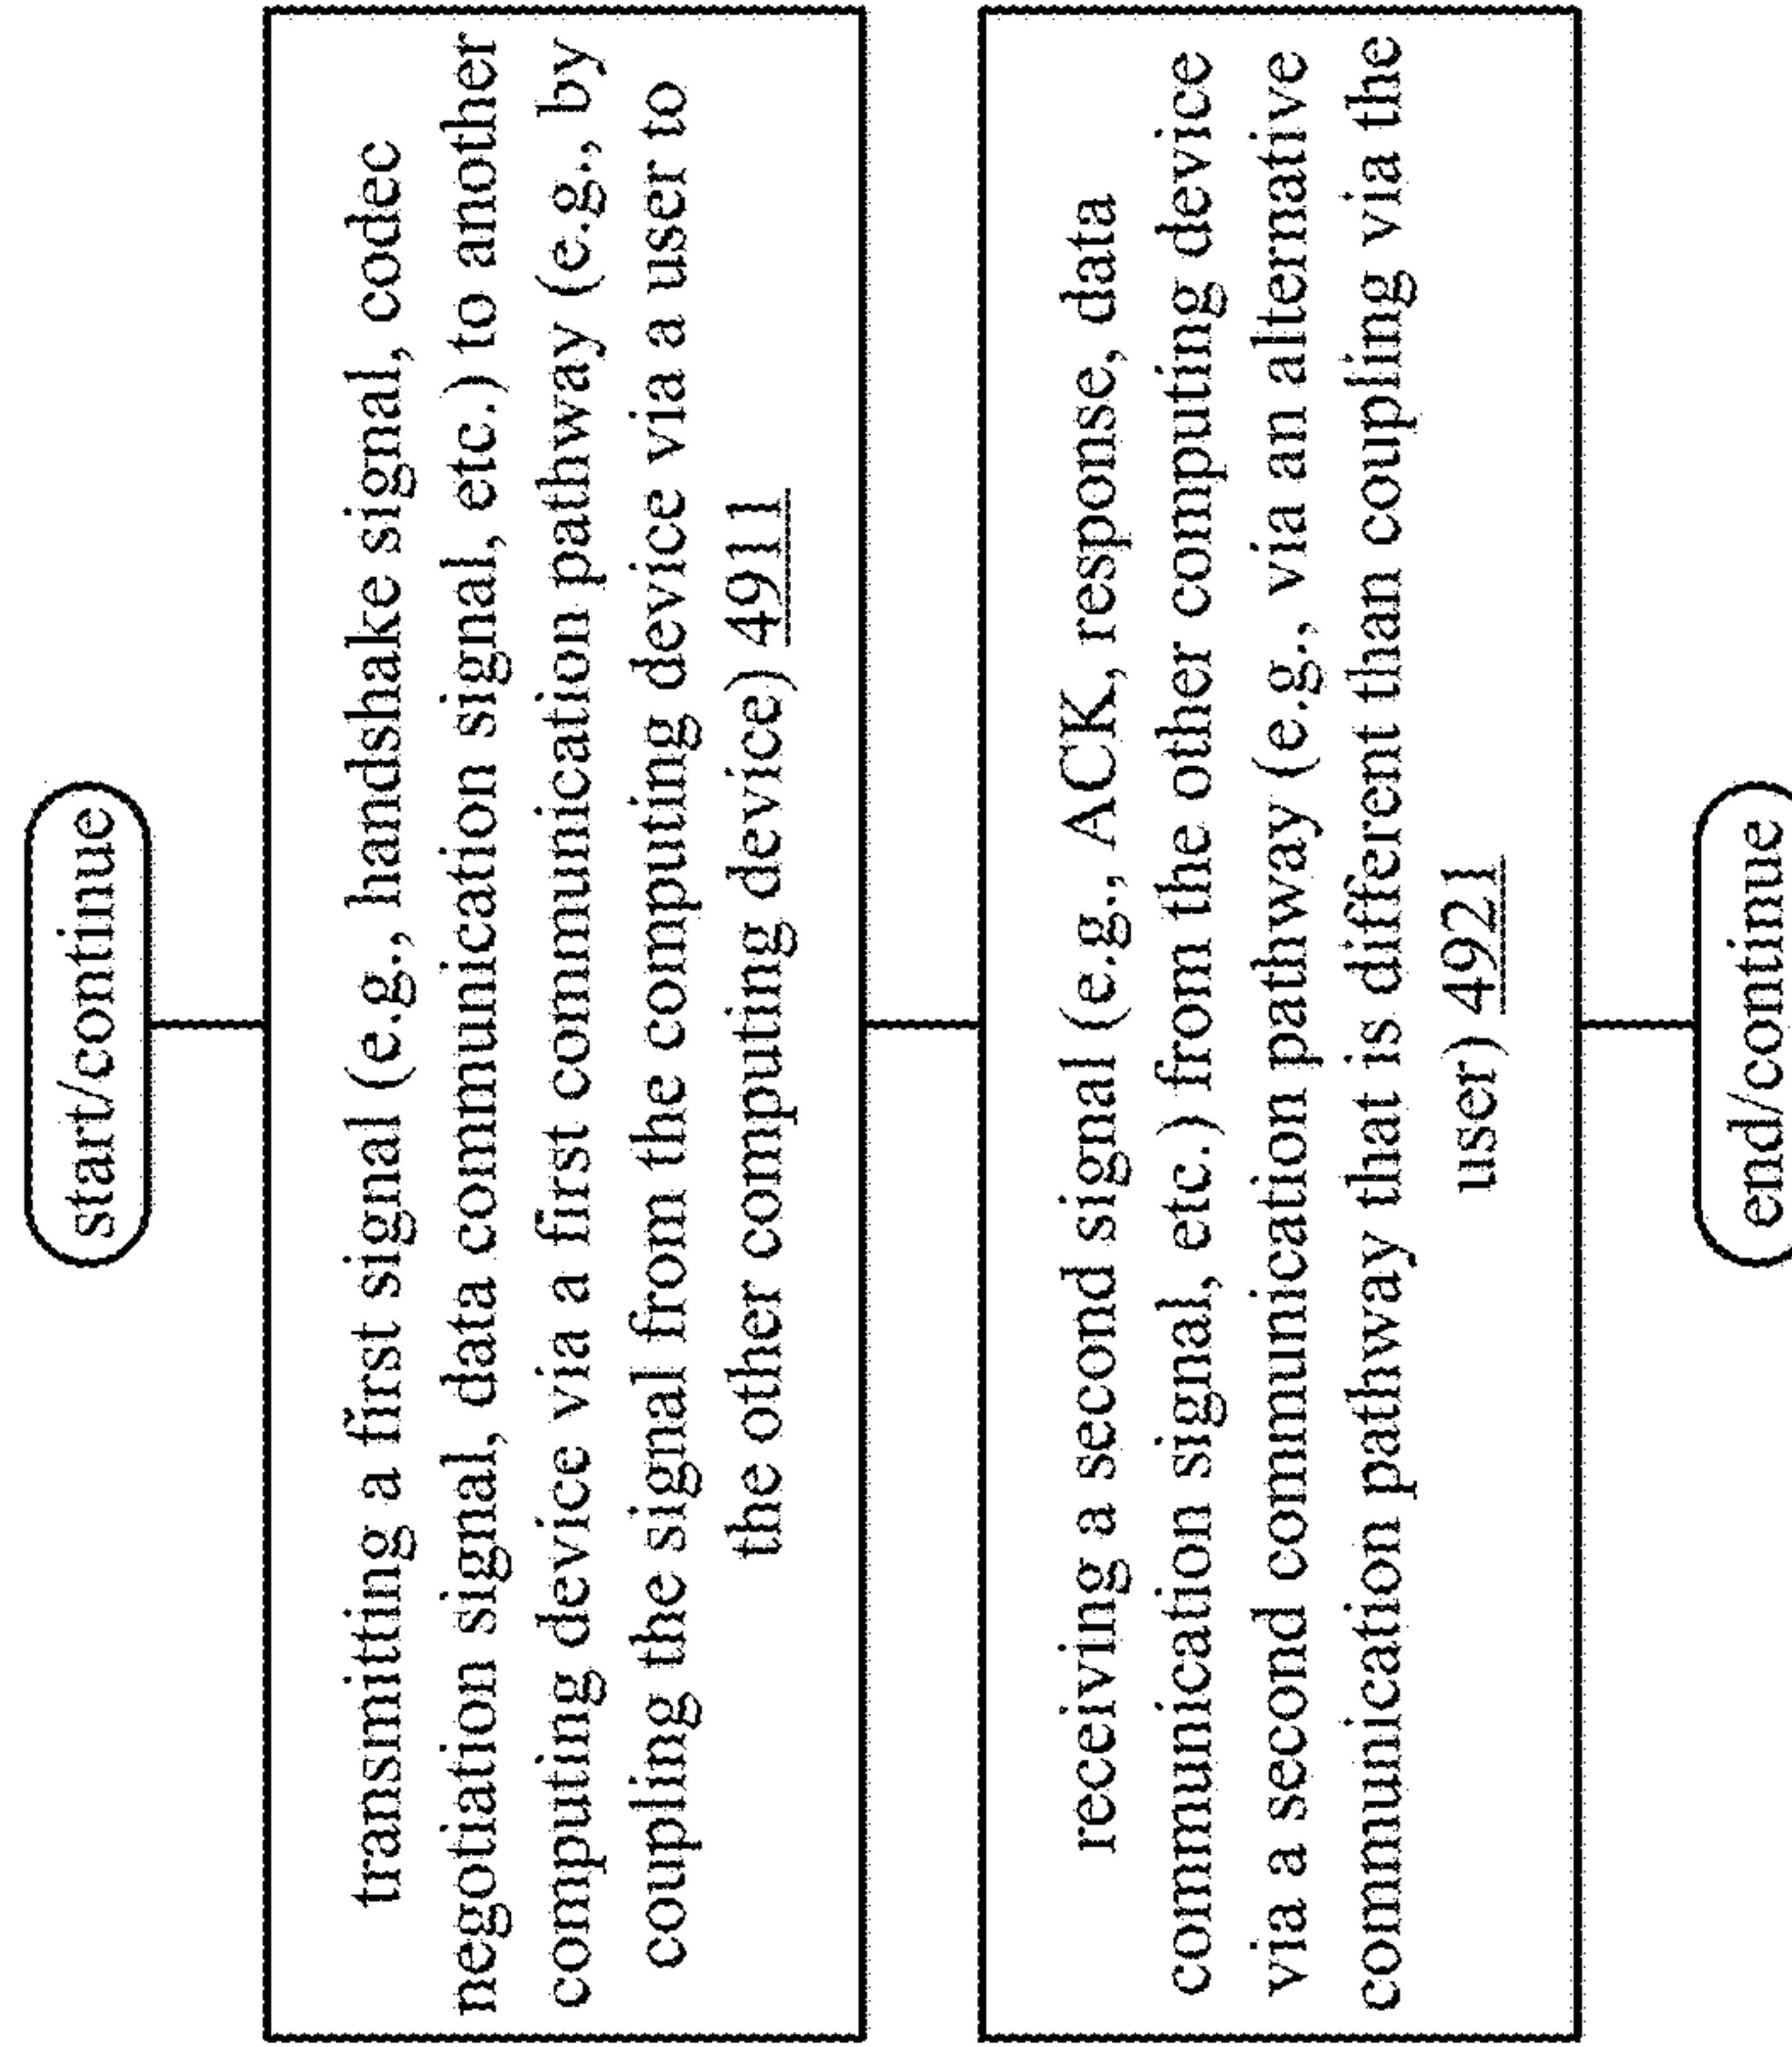 start/continue
transmitting a first signal (e.g., handshake signal, codec
negotiation signal, data communication signal, etc.) to another
computing device via a first communication pathway (e.g., by
coupling the signal from the computing device via a user to
the other computing device) 4911
receiving a second signal (e.g., ACK, response, data
communication signal, etc.) from the other computing device
via a second communication pathway (e.g., via an alternative
communication pathway that is different than coupling via the
user) 4921
end/continue